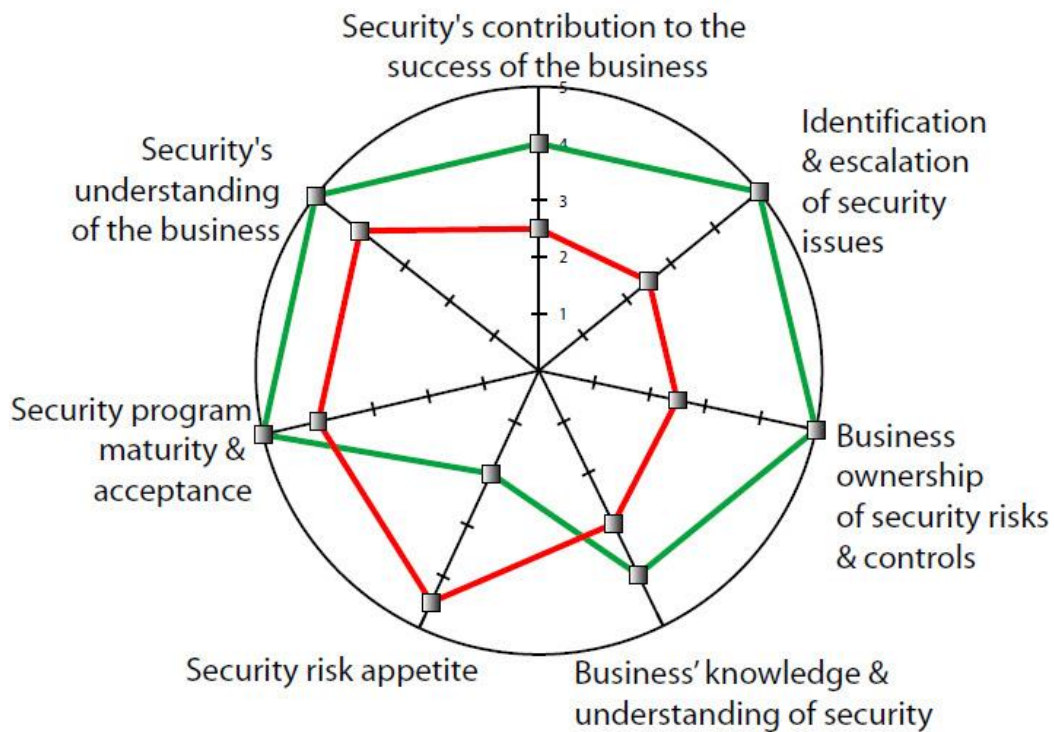 Security's contribution to the
success of the business
5
4
3
2
1
Identification
& escalation
of security
issues
Business
ownership
of security risks
& controls
Business’ knowledge &
understanding of security
Security risk appetite
Security program
maturity &
acceptance
Security's
understanding
of the business